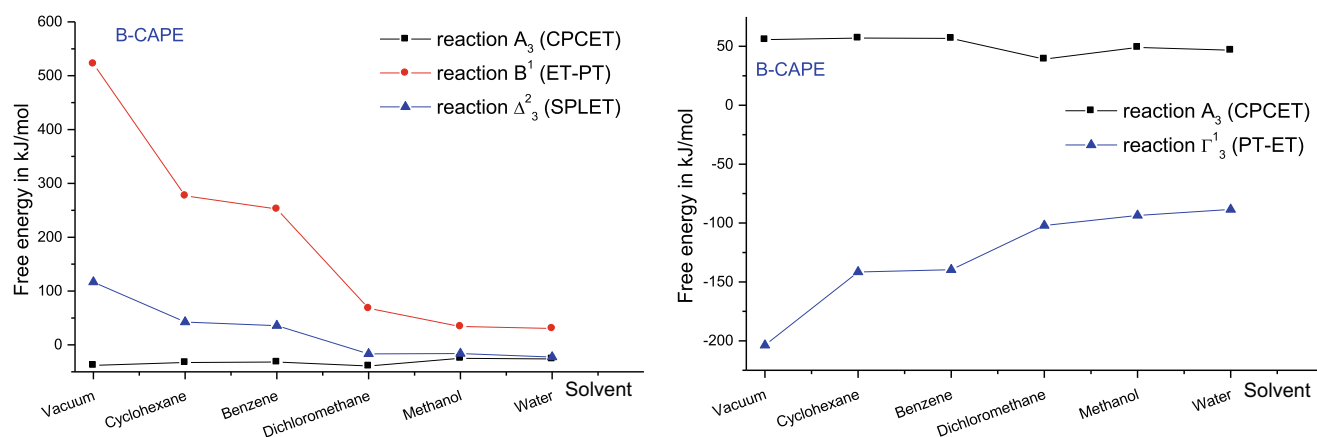 B-CAPE
reaction A₃ (CPCET)
reaction B¹ (ET-PT)
reaction Δ²₃ (SPLET)
Free energy in kJ/mol
600
500
400
300
200
100
0
Vacuum
Cyclohexane
Benzene
Dichloromethane
Methanol
Water
Solvent
B-CAPE
reaction A₃ (CPCET)
reaction Γ¹₃ (PT-ET)
Free energy in kJ/mol
50
0
-50
-100
-150
-200
Vacuum
Cyclohexane
Benzene
Dichloromethane
Methanol
Water
Solvent